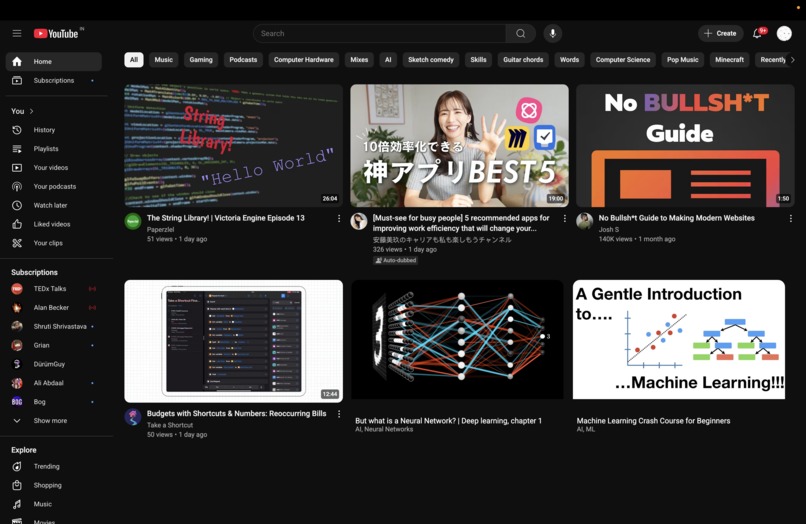 YouTube IN
Search
Create
9+
Home
Subscriptions
You
History
Playlists
Your videos
Your podcasts
Watch later
Liked videos
Your clips
Subscriptions
TEDx Talks
Alan Becker
Shruti Shrivastava
Grian
DürümGuy
Ali Abdaal
Bog
Show more
Explore
Trending
Shopping
Music
Movies
All
Music
Gaming
Podcasts
Computer Hardware
Mixes
AI
Sketch comedy
Skills
Guitar chords
Words
Computer Science
Pop Music
Minecraft
Recently
String
Library!
"Hello World"
26:04
The String Library! | Victoria Engine Episode 13
Paperzlel
51 views • 1 day ago
10倍効率化できる
神アプリBEST5
19:00
[Must-see for busy people] 5 recommended apps for
improving work efficiency that will change your...
安藤美玖のキャリアも私も楽しもうチャンネル
326 views • 1 day ago
Auto-dubbed
No BULLSH*T
Guide
1:50
No Bullsh*t Guide to Making Modern Websites
Josh S
140K views • 1 month ago
12:44
Budgets with Shortcuts & Numbers: Reoccurring Bills
Take a Shortcut
50 views • 1 day ago
3
But what is a Neural Network? | Deep learning, chapter 1
AI, Neural Networks
A Gentle Introduction
to....
...Machine Learning!!!
Machine Learning Crash Course for Beginners
AI, ML